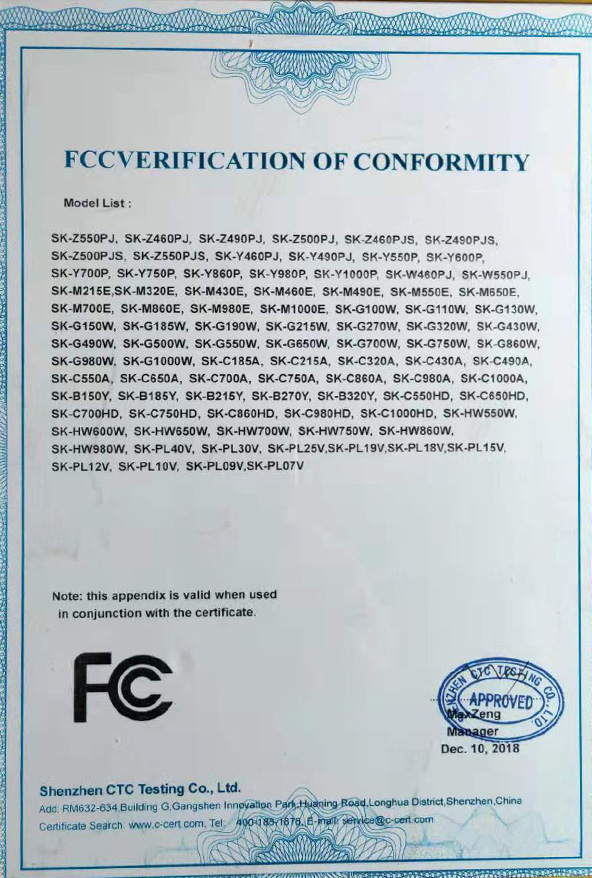 FCCVERIFICATION OF CONFORMITY
Model List :
SK-Z550PJ, SK-Z460PJ, SK-Z490PJ, SK-Z500PJ, SK-Z460PJS, SK-Z490PJS,
SK-Z500PJS, SK-Z550PJS, SK-Y460PJ, SK-Y490PJ, SK-Y550P, SK-Y600P,
SK-Y700P, SK-Y750P, SK-Y860P, SK-Y980P, SK-Y1000P, SK-W460PJ, SK-W550PJ,
SK-M215E,SK-M320E, SK-M430E, SK-M460E, SK-M490E, SK-M550E, SK-M650E,
SK-M700E, SK-M860E, SK-M980E, SK-M1000E, SK-G100W, SK-G110W, SK-G130W,
SK-G150W, SK-G185W, SK-G190W, SK-G215W, SK-G270W, SK-G320W, SK-G430W,
SK-G490W, SK-G500W, SK-G550W, SK-G650W, SK-G700W, SK-G750W, SK-G860W,
SK-G980W, SK-G1000W, SK-C185A, SK-C215A, SK-C320A, SK-C430A, SK-C490A,
SK-C550A, SK-C650A, SK-C700A, SK-C750A, SK-C860A, SK-C980A, SK-C1000A,
SK-B150Y, SK-B185Y, SK-B215Y, SK-B270Y, SK-B320Y, SK-C550HD, SK-C650HD,
SK-C700HD, SK-C750HD, SK-C860HD, SK-C980HD, SK-C1000HD, SK-HW550W,
SK-HW600W, SK-HW650W, SK-HW700W, SK-HW750W, SK-HW860W,
SK-HW980W, SK-PL40V, SK-PL30V, SK-PL25V,SK-PL19V,SK-PL18V,SK-PL15V,
SK-PL12V, SK-PL10V, SK-PL09V,SK-PL07V
Note: this appendix is valid when used
in conjunction with the certificate.
FC
SHENZHEN CTC TESTING CO., LTD.
APPROVED
MaxZeng
Manager
Dec. 10, 2018
Shenzhen CTC Testing Co., Ltd.
Add: RM632-634,Building G,Gangshen Innovation Park,Huaning Road,Longhua District,Shenzhen,China
Certificate Search: www.c-cert.com, Tel: 400-185-1878, E-mail: service@c-cert.com